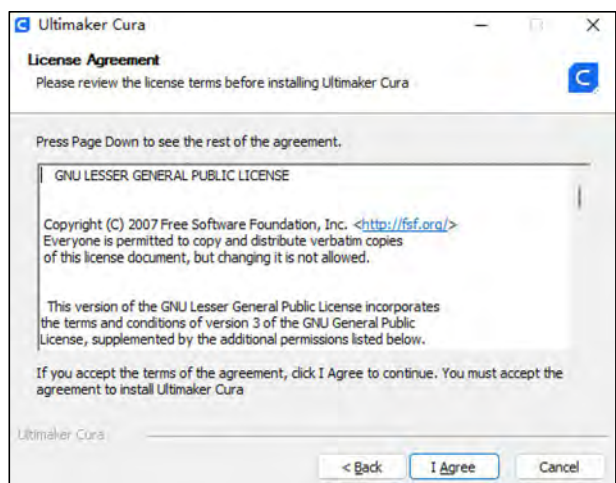 Ultimaker Cura
License Agreement
Please review the license terms before installing Ultimaker Cura
Press Page Down to see the rest of the agreement.
GNU LESSER GENERAL PUBLIC LICENSE
Copyright (C) 2007 Free Software Foundation, Inc. <http://fsf.org/>
Everyone is permitted to copy and distribute verbatim copies
of this license document, but changing it is not allowed.
This version of the GNU Lesser General Public License incorporates
the terms and conditions of version 3 of the GNU General Public
License, supplemented by the additional permissions listed below.
If you accept the terms of the agreement, click I Agree to continue. You must accept the
agreement to install Ultimaker Cura
Ultimaker Cura
< Back I Agree Cancel